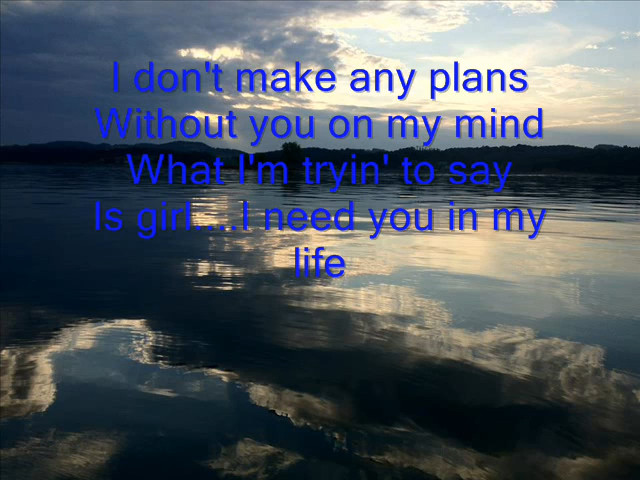 I don't make any plans
Without you on my mind
What I'm tryin' to say
Is girl....I need you in my
life